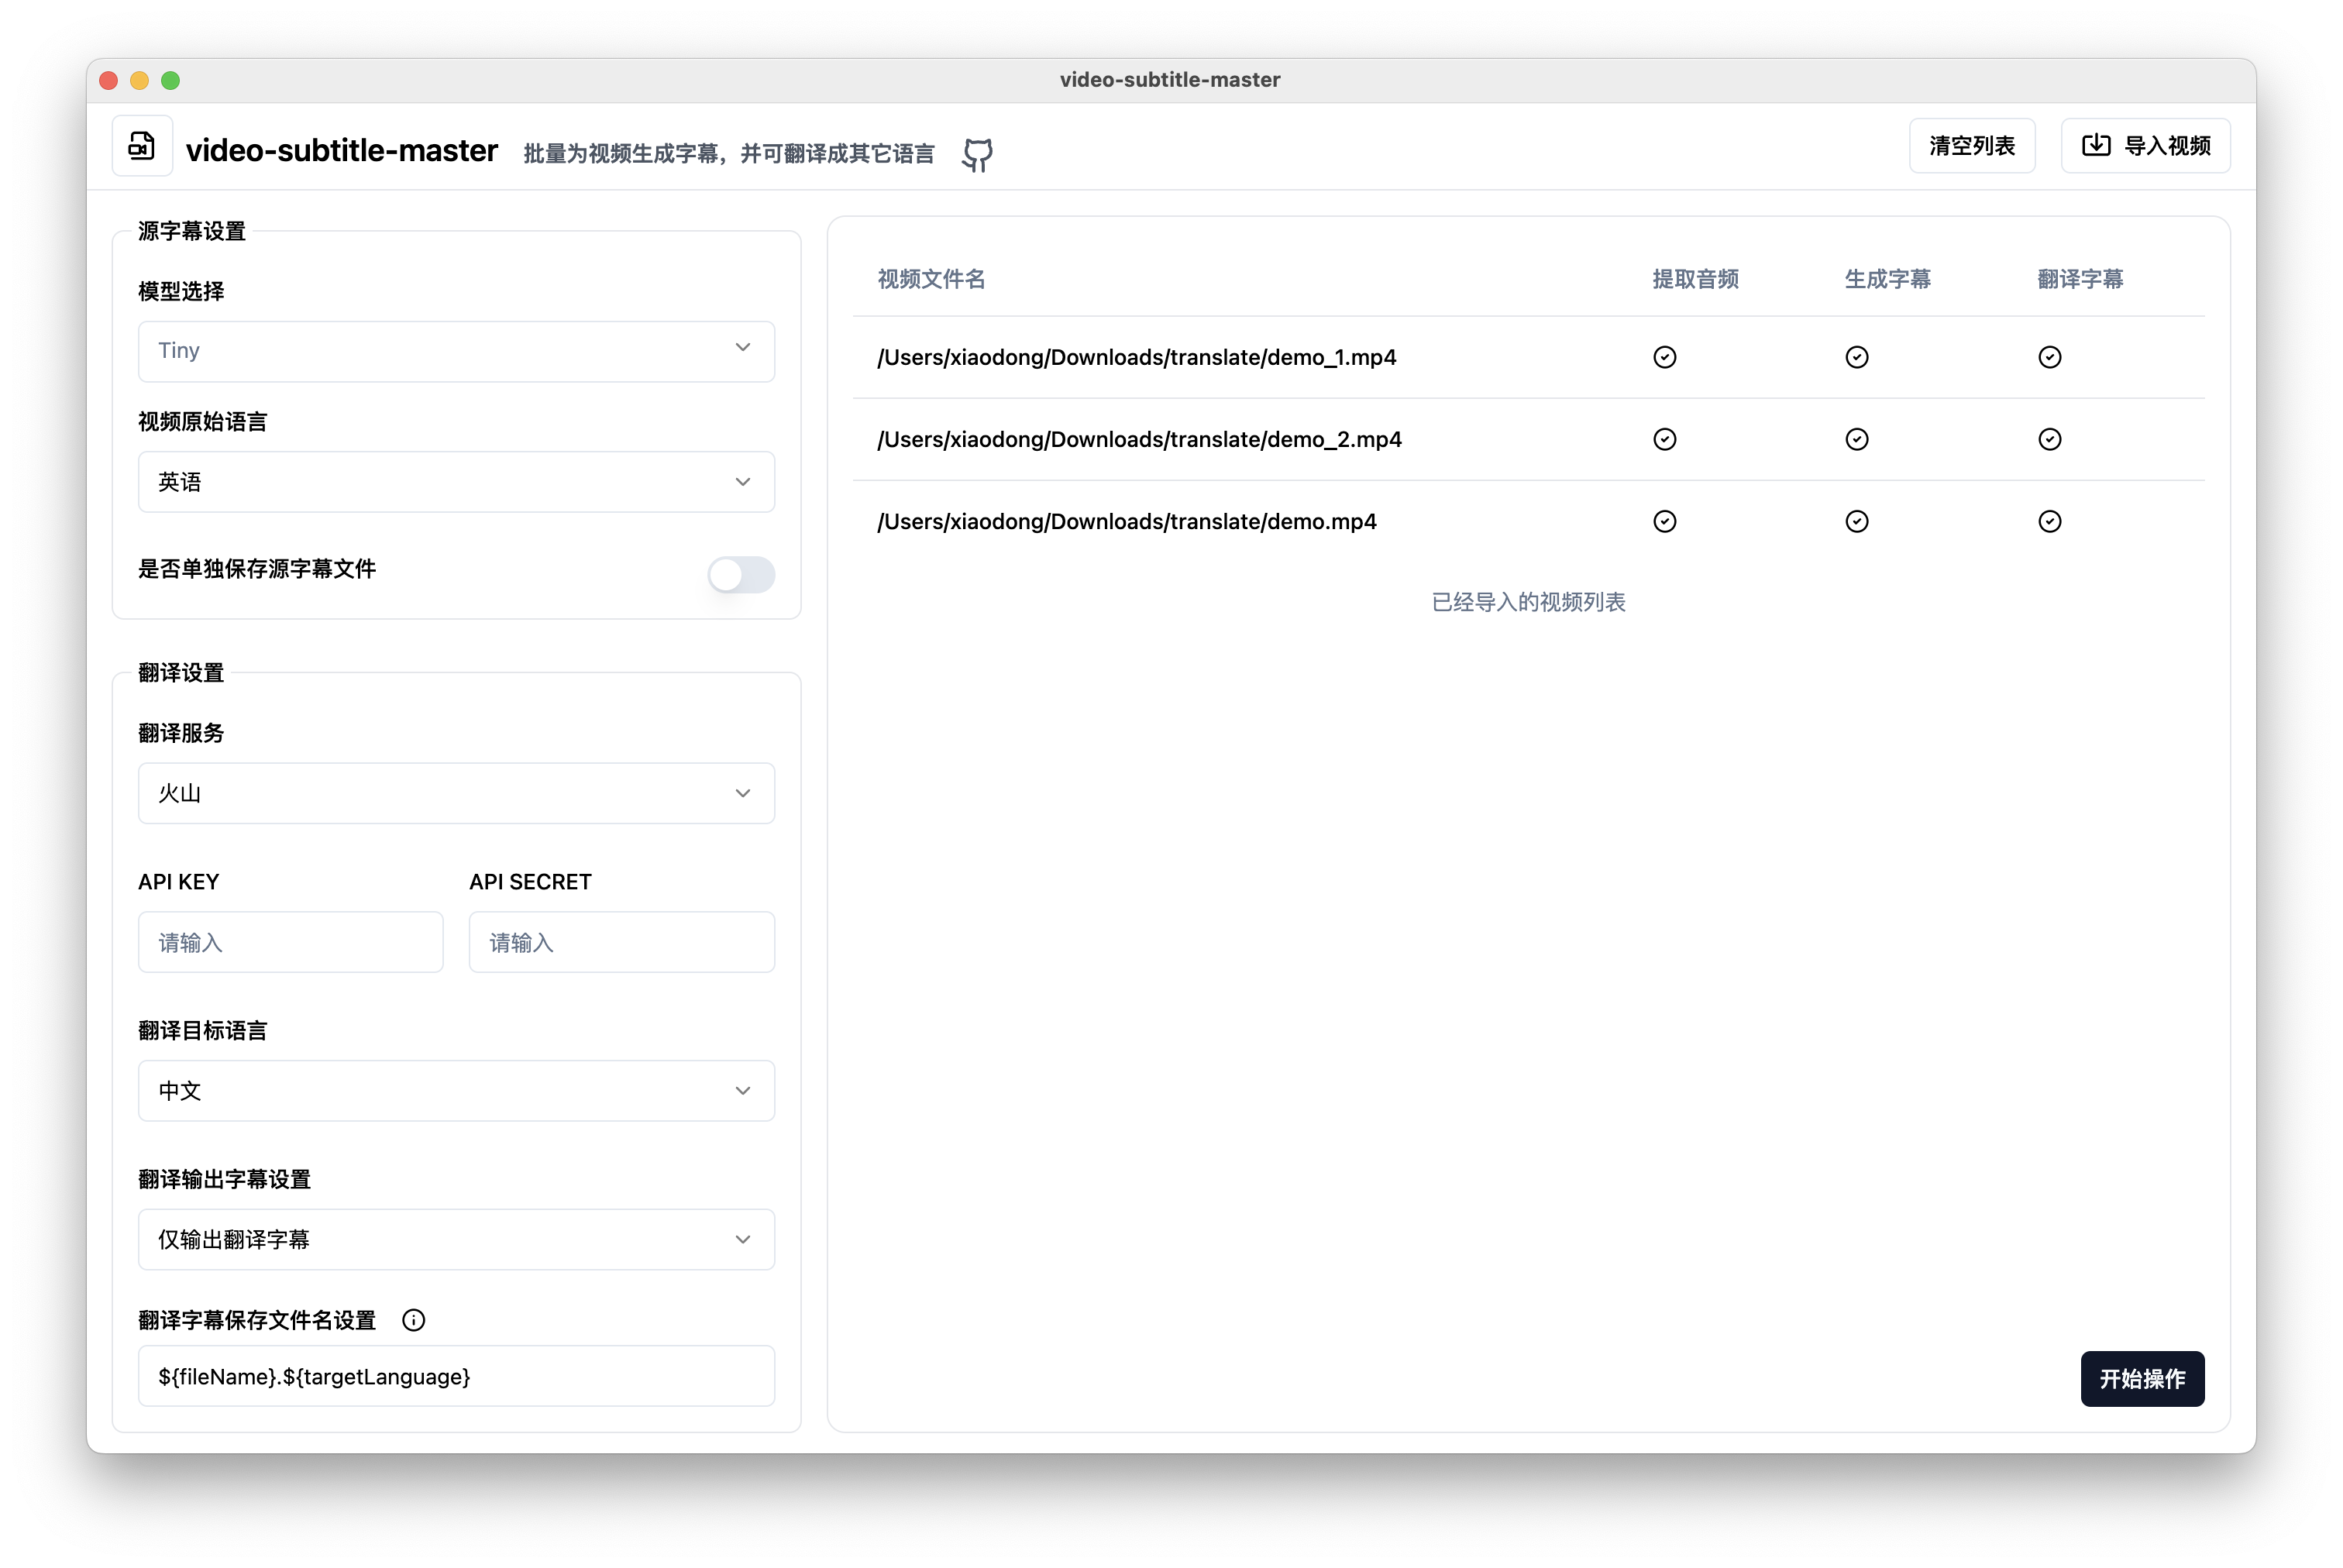 video-subtitle-master
video-subtitle-master 批量为视频生成字幕，并可翻译成其它语言 清空列表 导入视频
源字幕设置
模型选择
Tiny
视频原始语言
英语
是否单独保存源字幕文件
翻译设置
翻译服务
火山
API KEY API SECRET
请输入 请输入
翻译目标语言
中文
翻译输出字幕设置
仅输出翻译字幕
翻译字幕保存文件名设置
${fileName}.${targetLanguage}
视频文件名 提取音频 生成字幕 翻译字幕
/Users/xiaodong/Downloads/translate/demo_1.mp4
/Users/xiaodong/Downloads/translate/demo_2.mp4
/Users/xiaodong/Downloads/translate/demo.mp4
已经导入的视频列表
开始操作